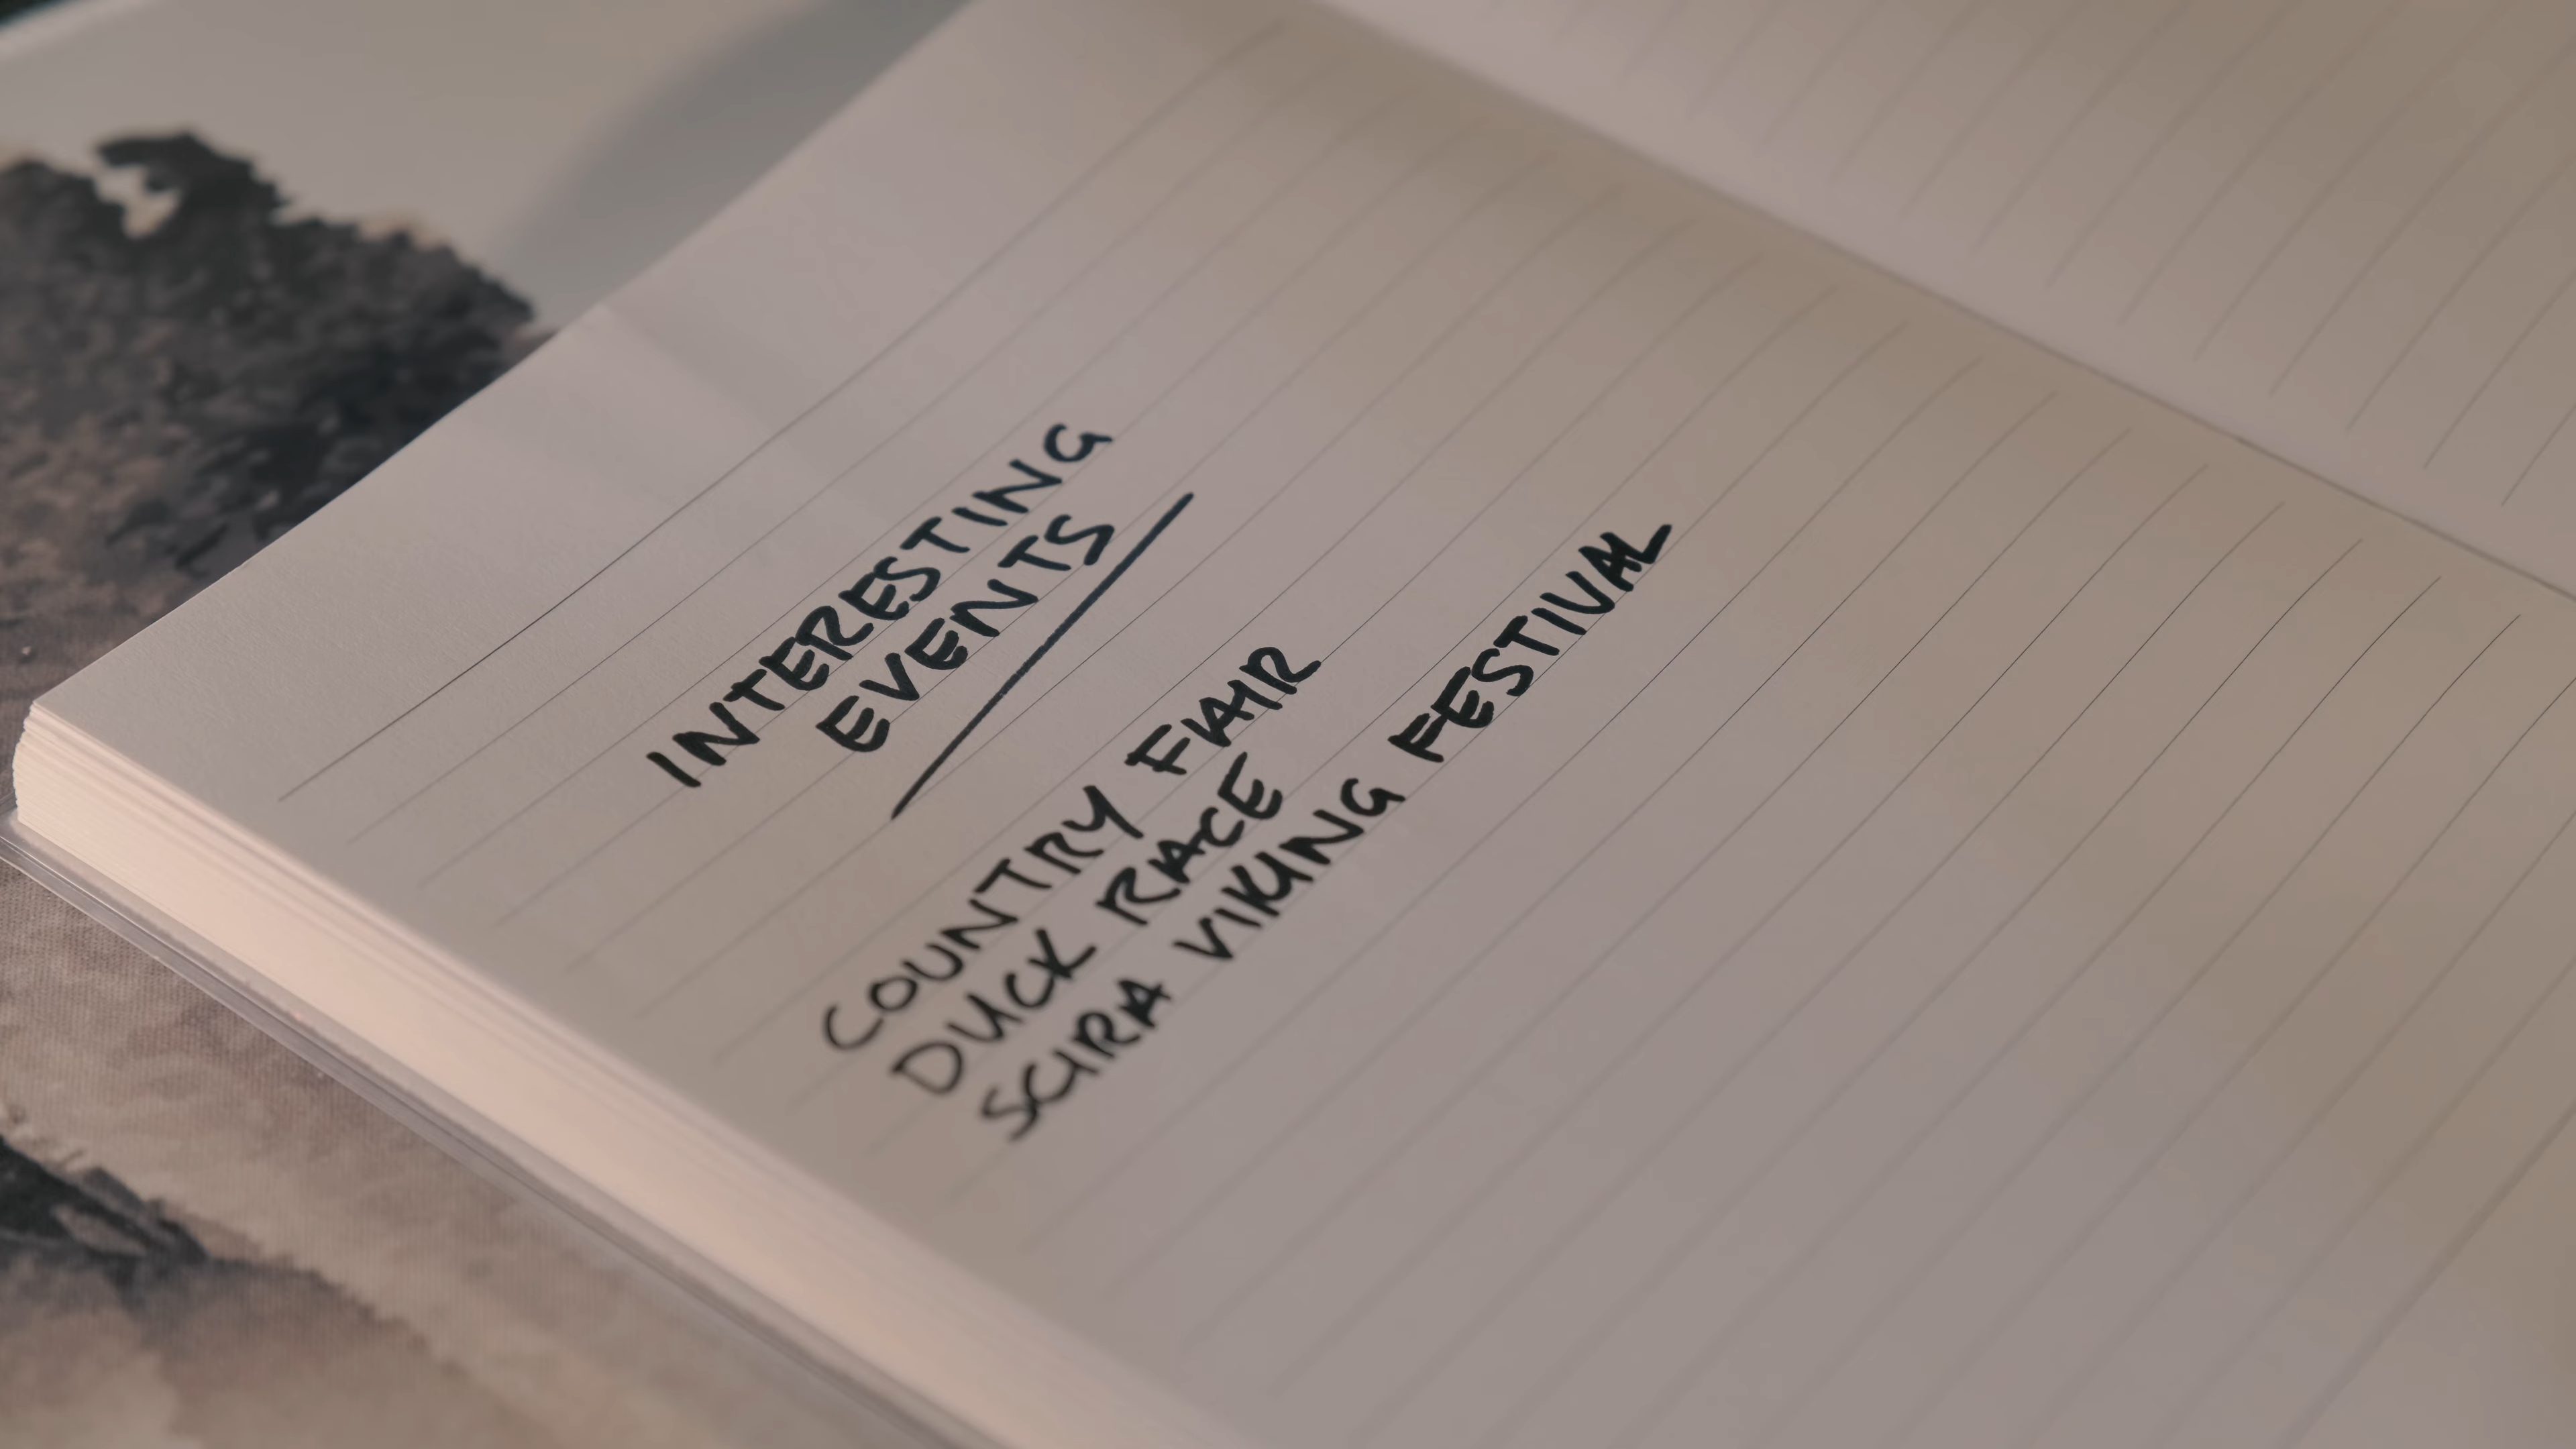 INTERESTING
EVENTS
COUNTRY FAIR
DUCK RACE
SCIRA VIKING FESTIVAL